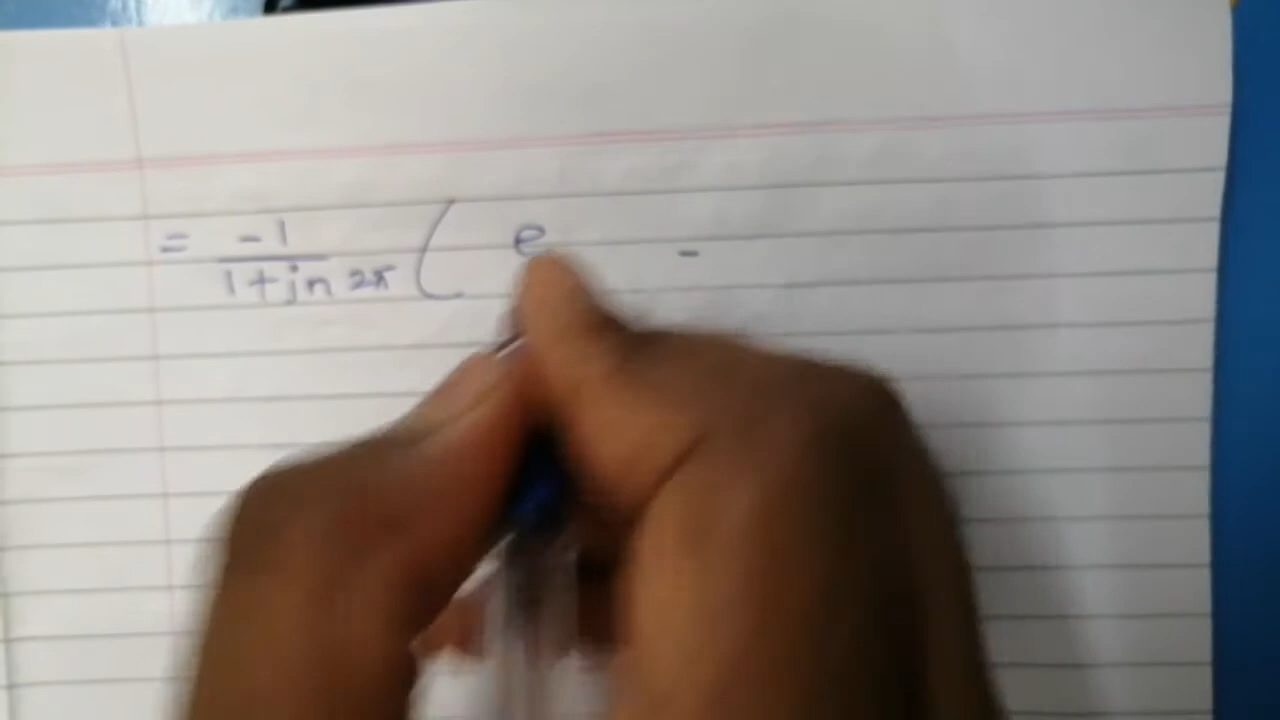 = -1/(1+jn2π) ( e -